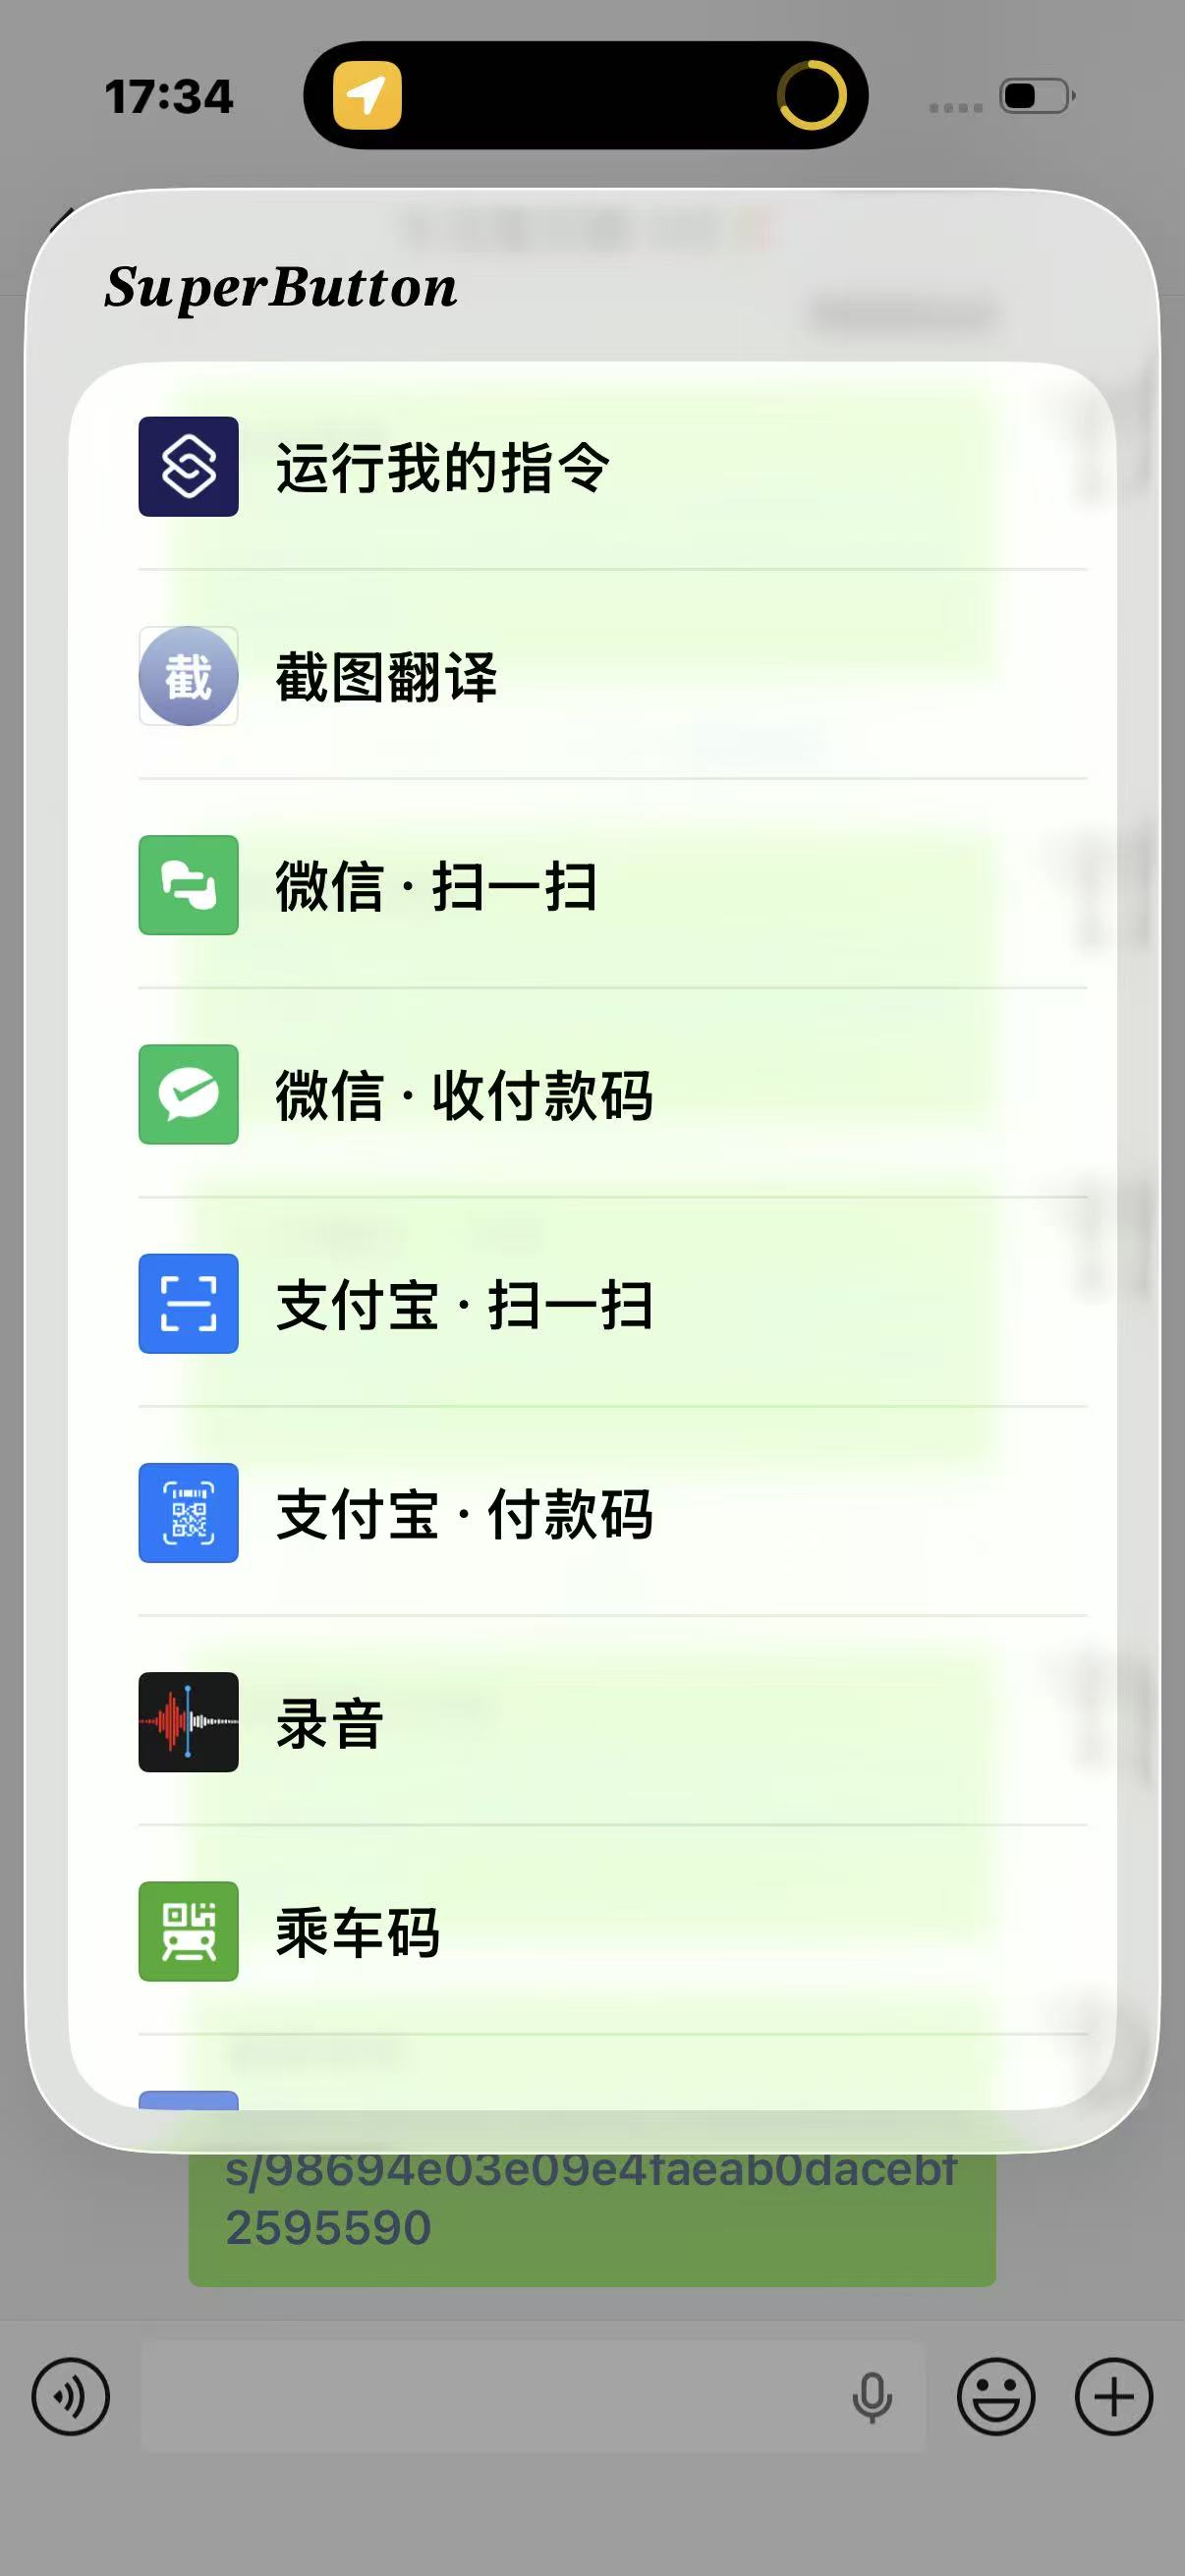 17:34
SuperButton
运行我的指令
截
截图翻译
微信 · 扫一扫
微信 · 收付款码
支付宝 · 扫一扫
支付宝 · 付款码
录音
乘车码
s/98694e03e09e4faeab0dacebf
2595590